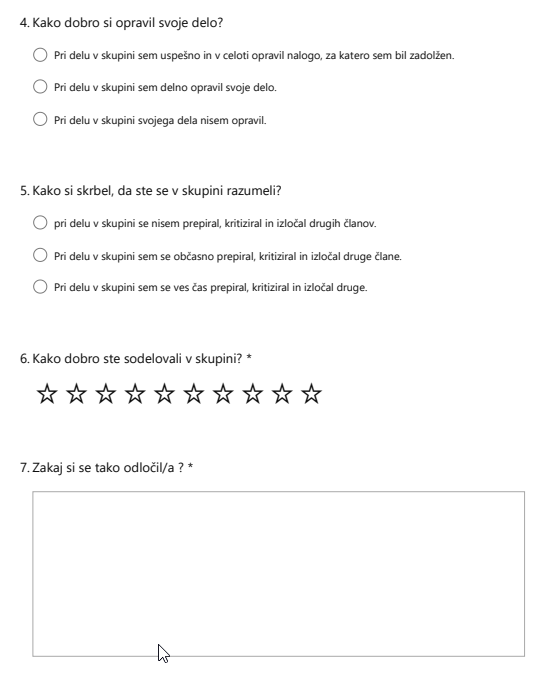 4. Kako dobro si opravil svoje delo?
Pri delu v skupini sem uspešno in v celoti opravil nalogo, za katero sem bil zadolžen.
Pri delu v skupini sem delno opravil svoje delo.
Pri delu v skupini svojega dela nisem opravil.
5. Kako si skrbel, da ste se v skupini razumeli?
pri delu v skupini se nisem prepiral, kritiziral in izločal drugih članov.
Pri delu v skupini sem se občasno prepiral, kritiziral in izločal druge člane.
Pri delu v skupini sem se ves čas prepiral, kritiziral in izločal druge.
6. Kako dobro ste sodelovali v skupini? *
7. Zakaj si se tako odločil/a ? *